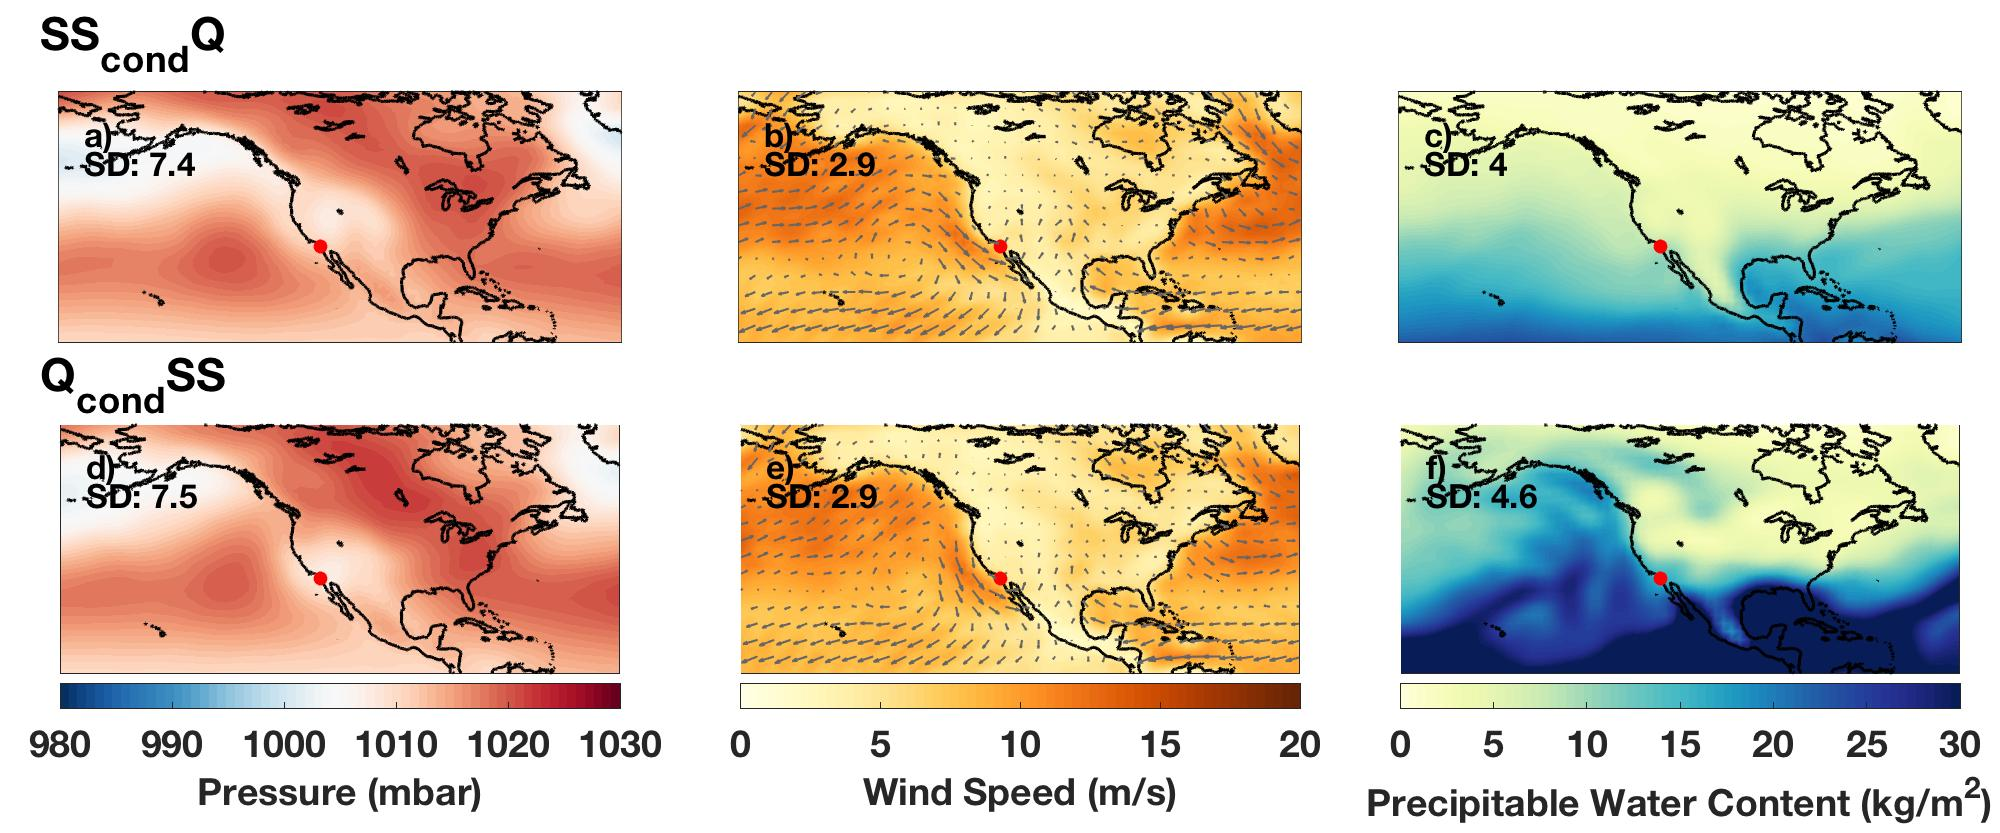 SScondQ
a)
SD: 7.4
b)
SD: 2.9
c)
SD: 4
QcondSS
d)
SD: 7.5
e)
SD: 2.9
f)
SD: 4.6
980 990 1000 1010 1020 1030
Pressure (mbar)
0 5 10 15 20
Wind Speed (m/s)
0 5 10 15 20 25 30
Precipitable Water Content (kg/m2)